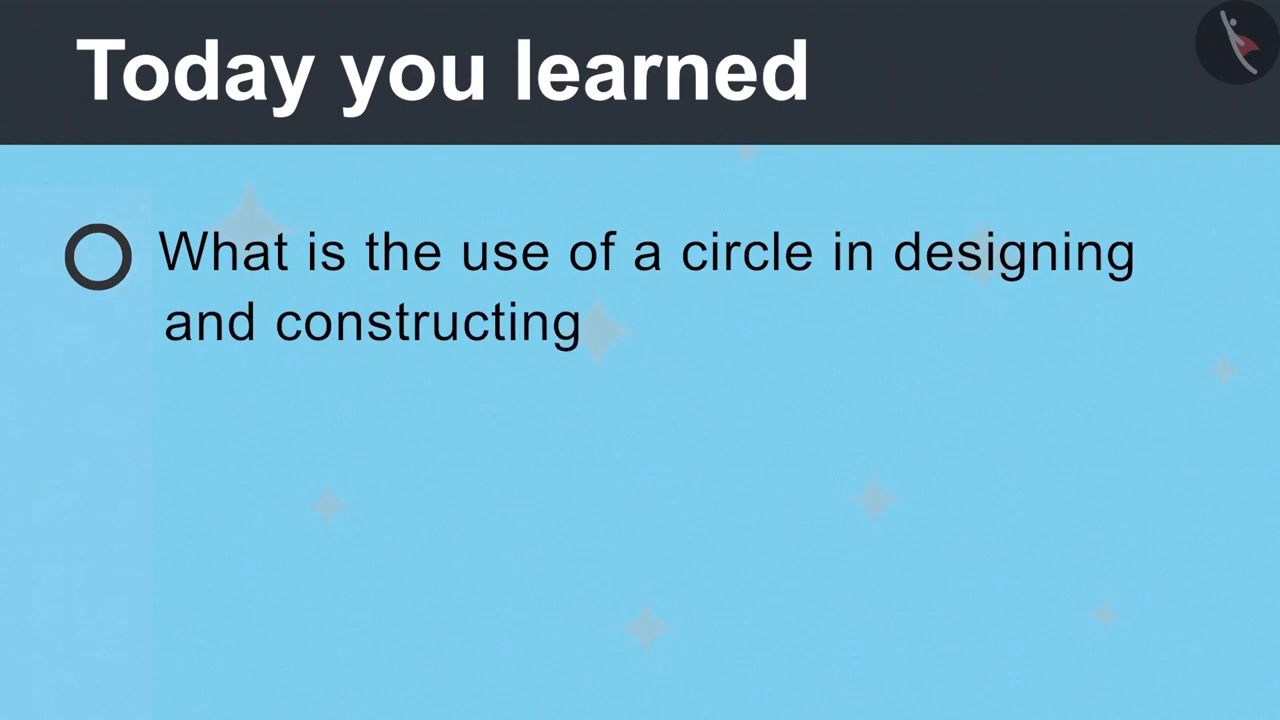 Today you learned
What is the use of a circle in designing
and constructing